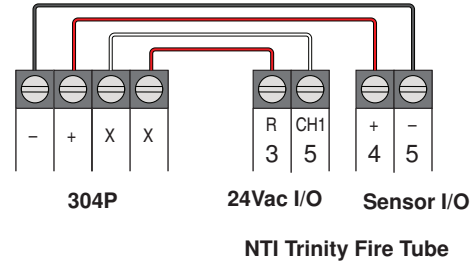 – + X X R CH1 + –
3 5 4 5
304P 24Vac I/O Sensor I/O
NTI Trinity Fire Tube